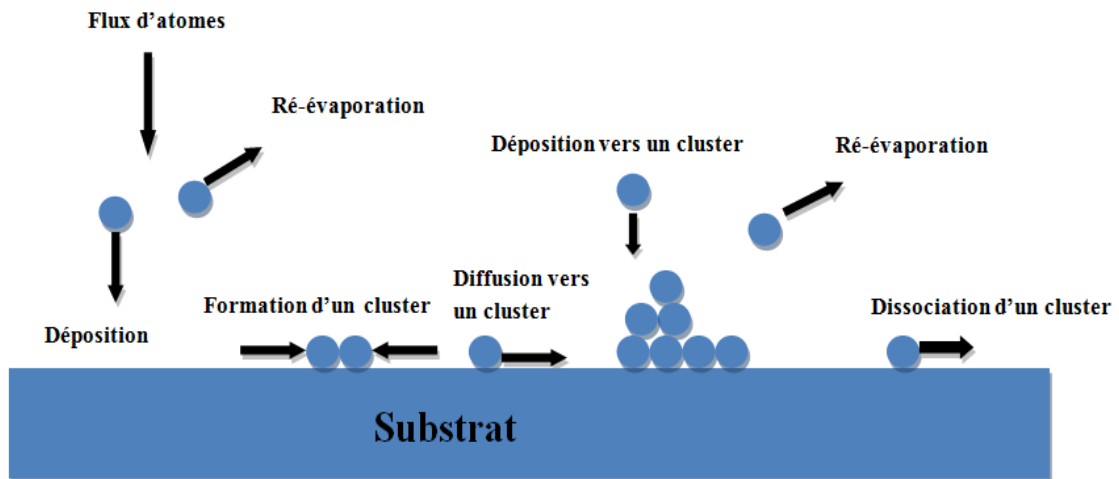 Flux d'atomes
Ré-évaporation
Déposition vers un cluster
Ré-évaporation
Diffusion vers
un cluster
Formation d'un cluster
Dissociation d'un cluster
Déposition
Substrat